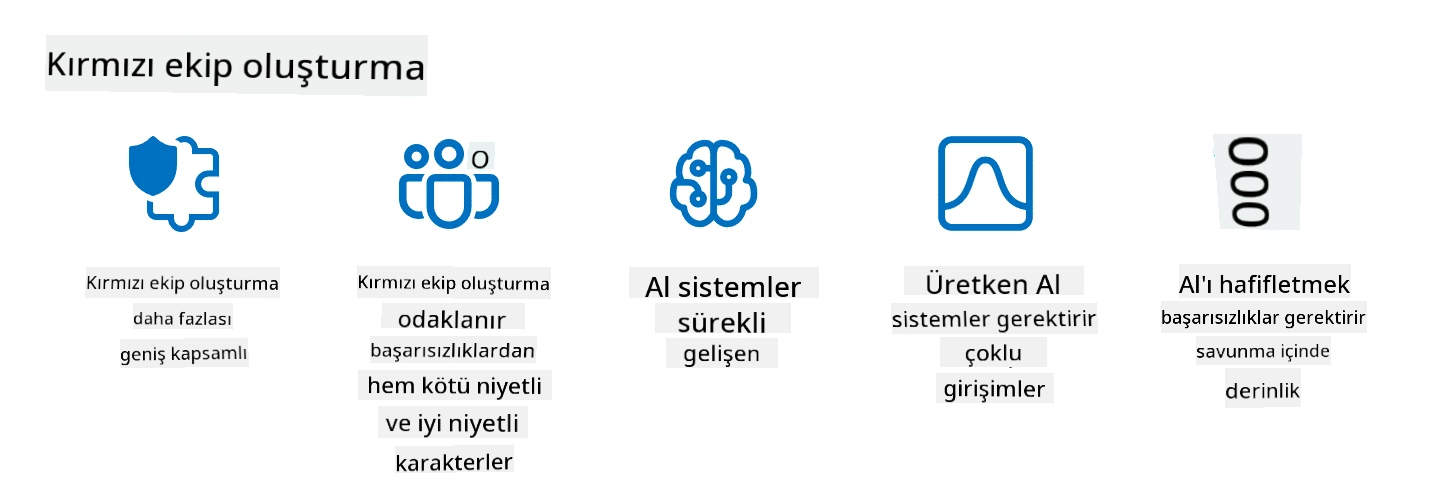 Kırmızı ekip oluşturma
o
000
Kırmızı ekip oluşturma
daha fazlası
geniş kapsamlı
Kırmızı ekip oluşturma
odaklanır
başarısızlıklardan
hem kötü niyetli
ve iyi niyetli
karakterler
Al sistemler
sürekli
gelişen
Üretken Al
sistemler gerektirir
çoklu
girişimler
Al'ı hafifletmek
başarısızlıklar gerektirir
savunma içinde
derinlik